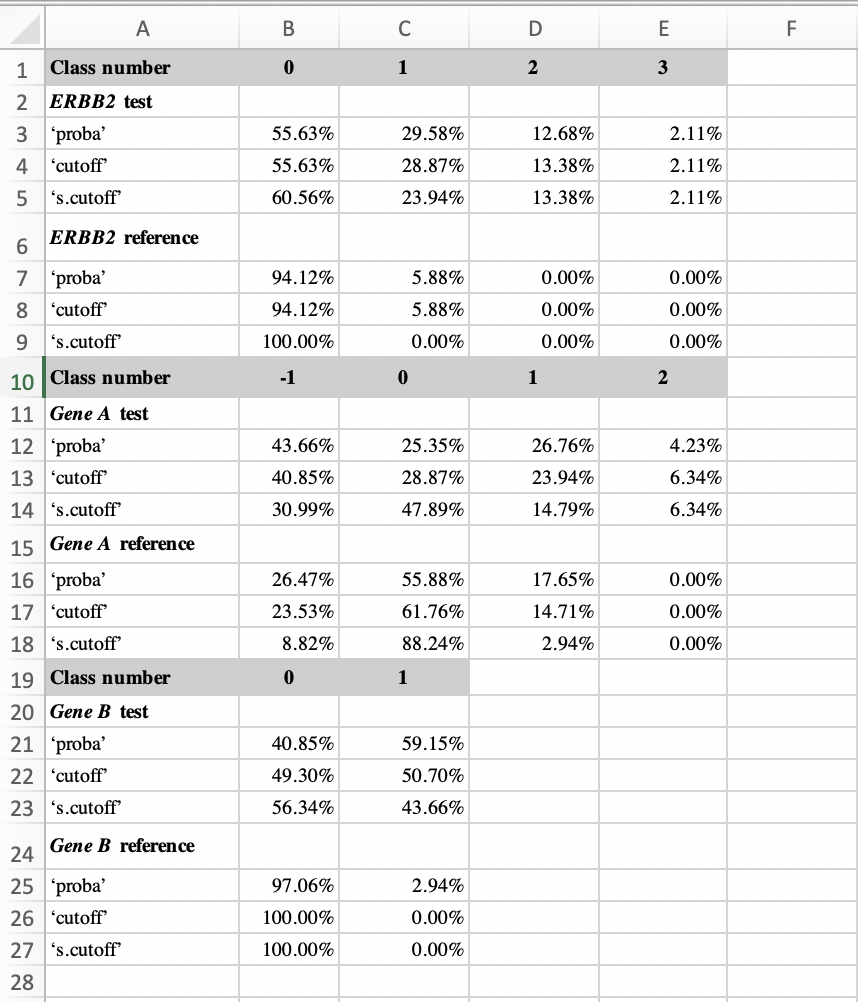 A B C D E F
1 Class number 0 1 2 3
2 ERBB2 test
3 ‘proba’ 55.63% 29.58% 12.68% 2.11%
4 ‘cutoff’ 55.63% 28.87% 13.38% 2.11%
5 ‘s.cutoff’ 60.56% 23.94% 13.38% 2.11%
6 ERBB2 reference
7 ‘proba’ 94.12% 5.88% 0.00% 0.00%
8 ‘cutoff’ 94.12% 5.88% 0.00% 0.00%
9 ‘s.cutoff’ 100.00% 0.00% 0.00% 0.00%
10 Class number -1 0 1 2
11 Gene A test
12 ‘proba’ 43.66% 25.35% 26.76% 4.23%
13 ‘cutoff’ 40.85% 28.87% 23.94% 6.34%
14 ‘s.cutoff’ 30.99% 47.89% 14.79% 6.34%
15 Gene A reference
16 ‘proba’ 26.47% 55.88% 17.65% 0.00%
17 ‘cutoff’ 23.53% 61.76% 14.71% 0.00%
18 ‘s.cutoff’ 8.82% 88.24% 2.94% 0.00%
19 Class number 0 1
20 Gene B test
21 ‘proba’ 40.85% 59.15%
22 ‘cutoff’ 49.30% 50.70%
23 ‘s.cutoff’ 56.34% 43.66%
24 Gene B reference
25 ‘proba’ 97.06% 2.94%
26 ‘cutoff’ 100.00% 0.00%
27 ‘s.cutoff’ 100.00% 0.00%
28